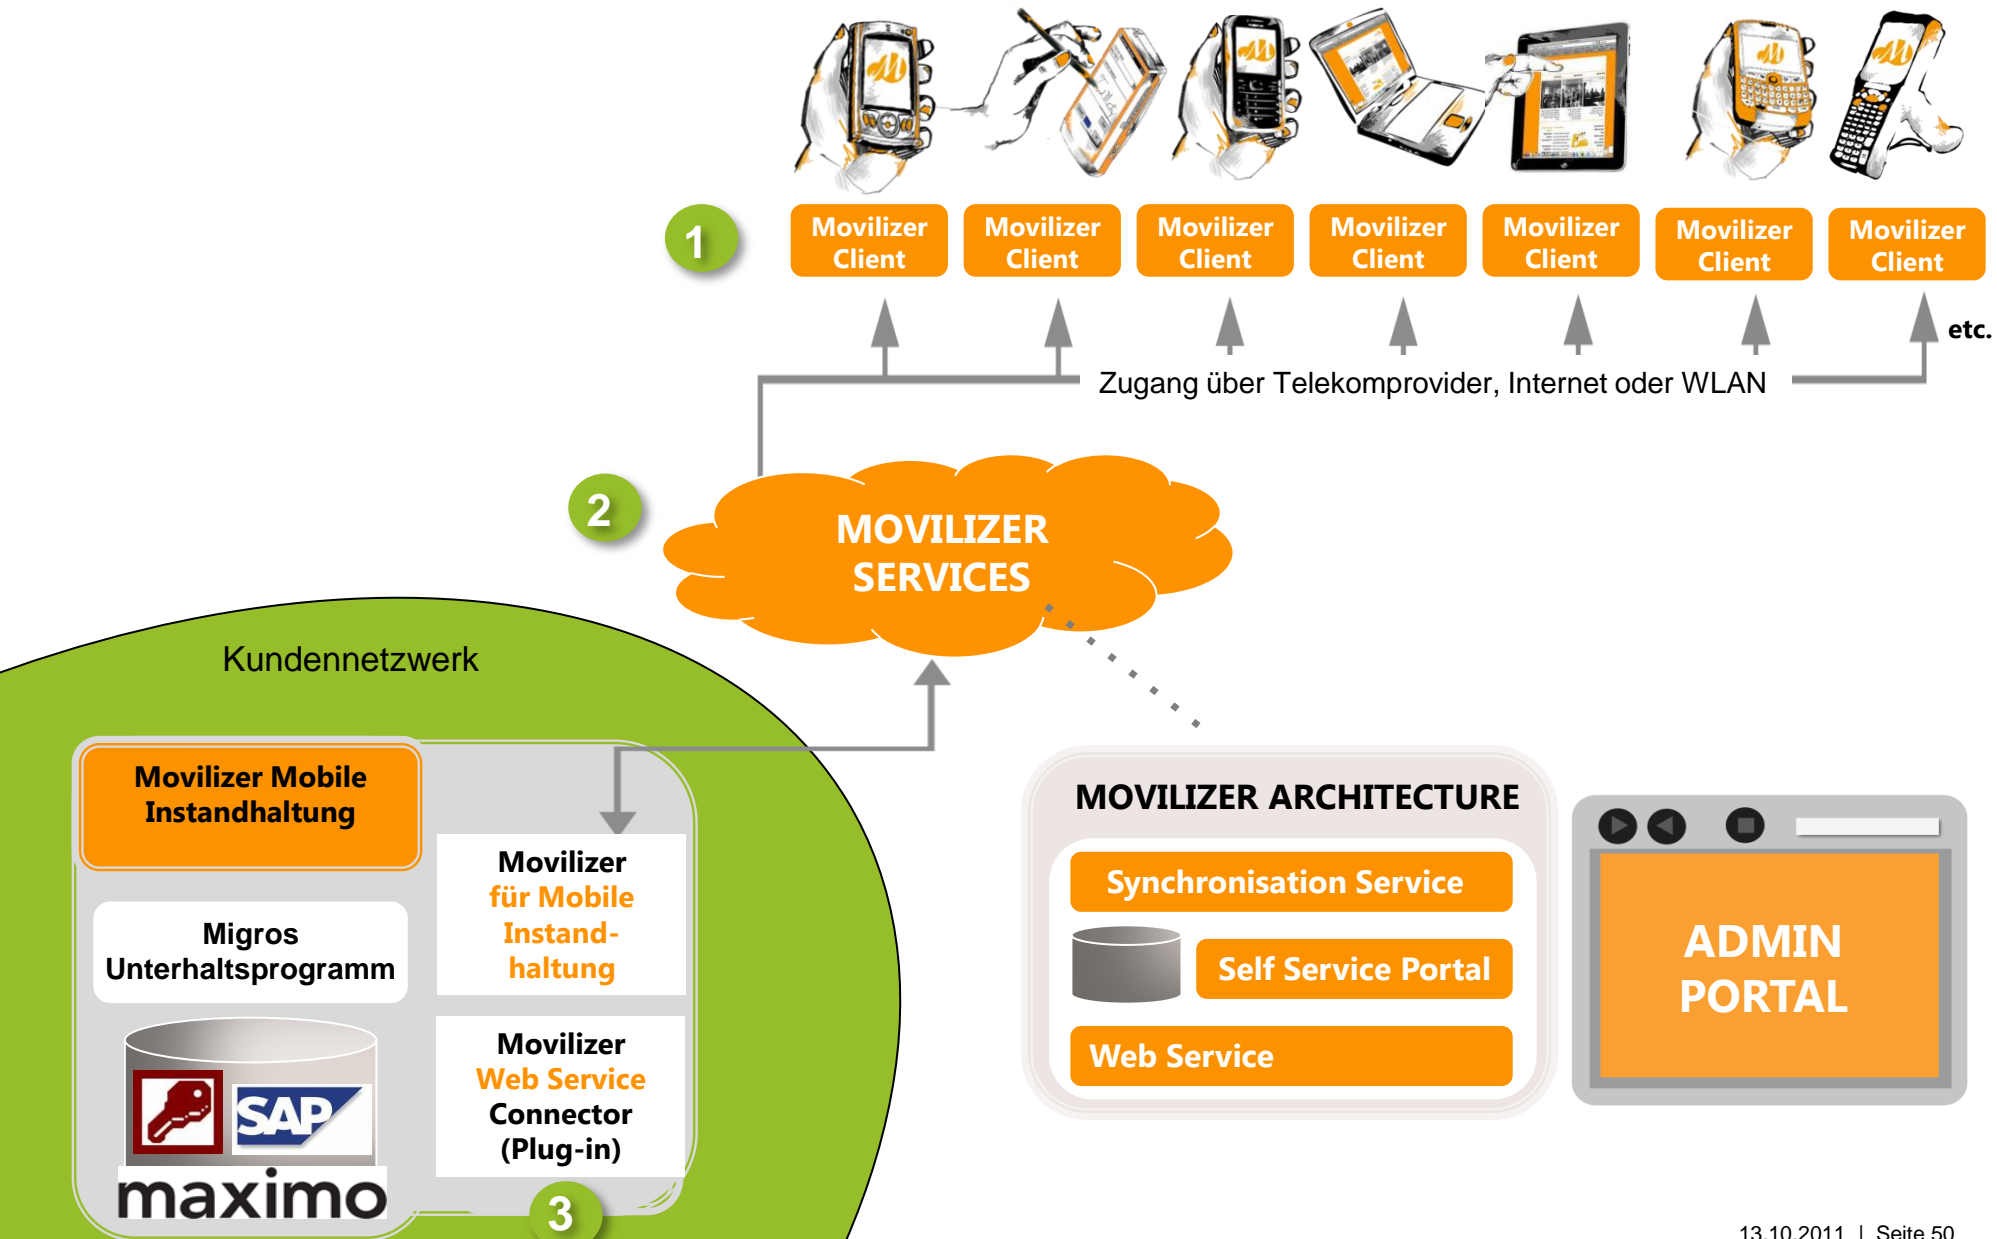 1
Movilizer
Client
Movilizer
Client
Movilizer
Client
Movilizer
Client
Movilizer
Client
Movilizer
Client
Movilizer
Client
etc.
Zugang über Telekomprovider, Internet oder WLAN
2
MOVILIZER
SERVICES
Kundennetzwerk
Movilizer Mobile
Instandhaltung
Migros
Unterhaltsprogramm
SAP
maximo
Movilizer
für Mobile
Instand-
haltung
Movilizer
Web Service
Connector
(Plug-in)
3
MOVILIZER ARCHITECTURE
Synchronisation Service
Self Service Portal
Web Service
ADMIN
PORTAL
13.10.2011 | Seite 50